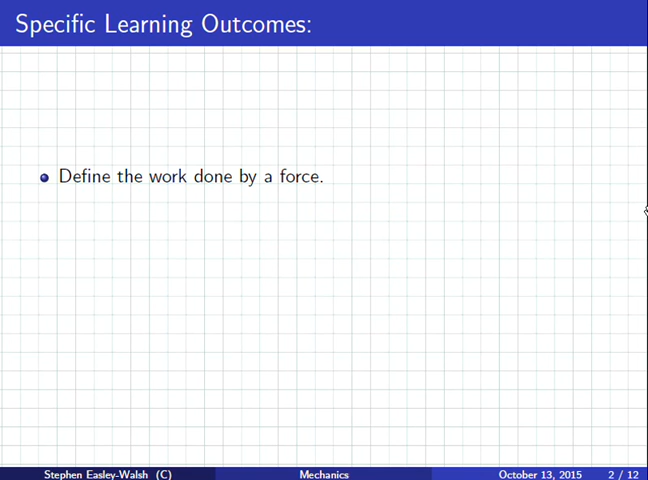 Specific Learning Outcomes:
Define the work done by a force.
Stephen Easley-Walsh (C) Mechanics October 13, 2015 2 / 12